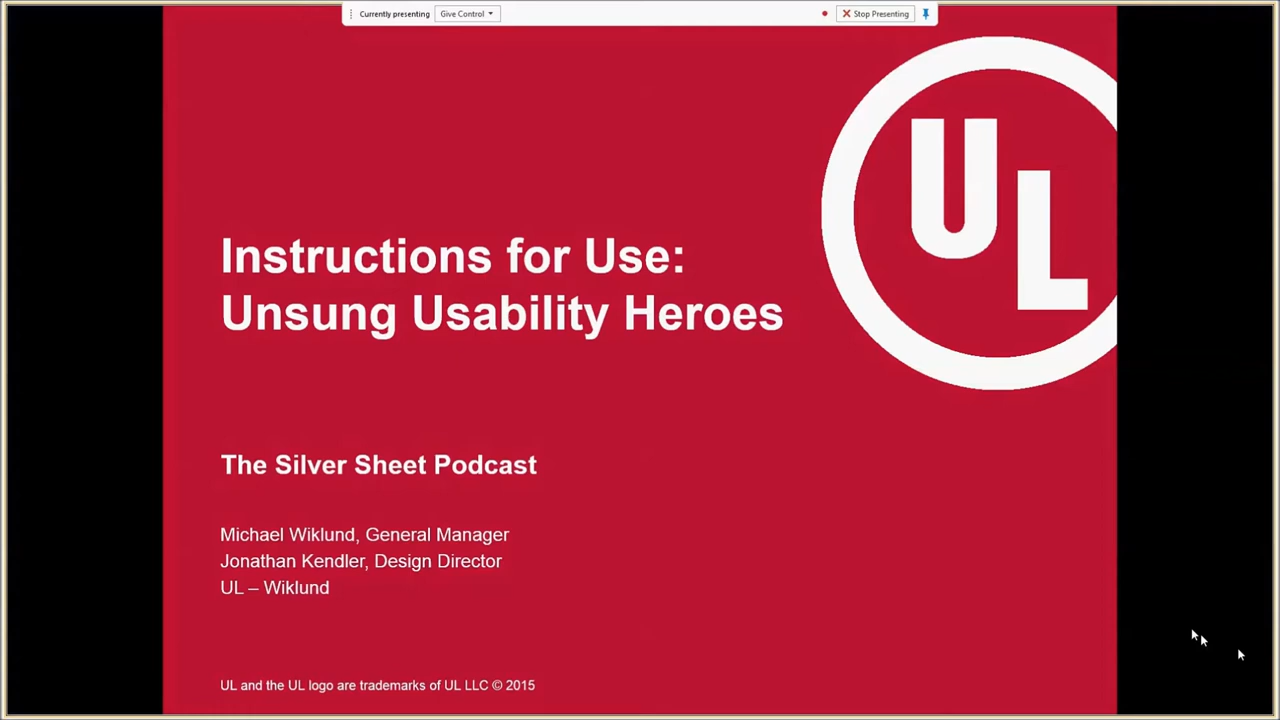 Currently presenting
Give Control
Stop Presenting
UL
Instructions for Use:
Unsung Usability Heroes
The Silver Sheet Podcast
Michael Wiklund, General Manager
Jonathan Kendler, Design Director
UL – Wiklund
UL and the UL logo are trademarks of UL LLC © 2015